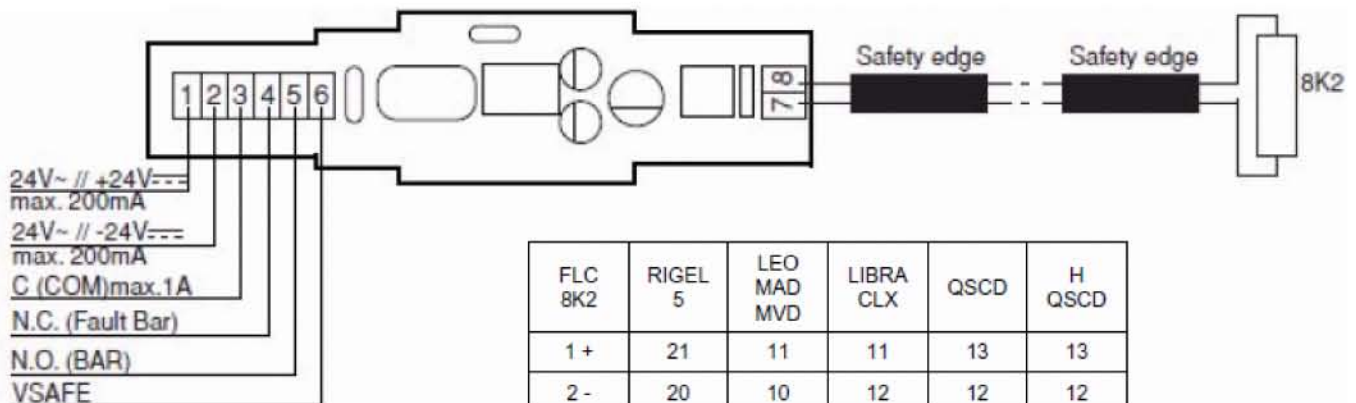 1 2 3 4 5 6
8
7
Safety edge
Safety edge
8K2
24V~ // +24V⎓
max. 200mA
24V~ // -24V⎓
max. 200mA
C (COM)max.1A
N.C. (Fault Bar)
N.O. (BAR)
VSAFE
FLC 8K2 RIGEL 5 LEO MAD MVD LIBRA CLX QSCD H QSCD
1 + 21 11 11 13 13
2 - 20 10 12 12 12